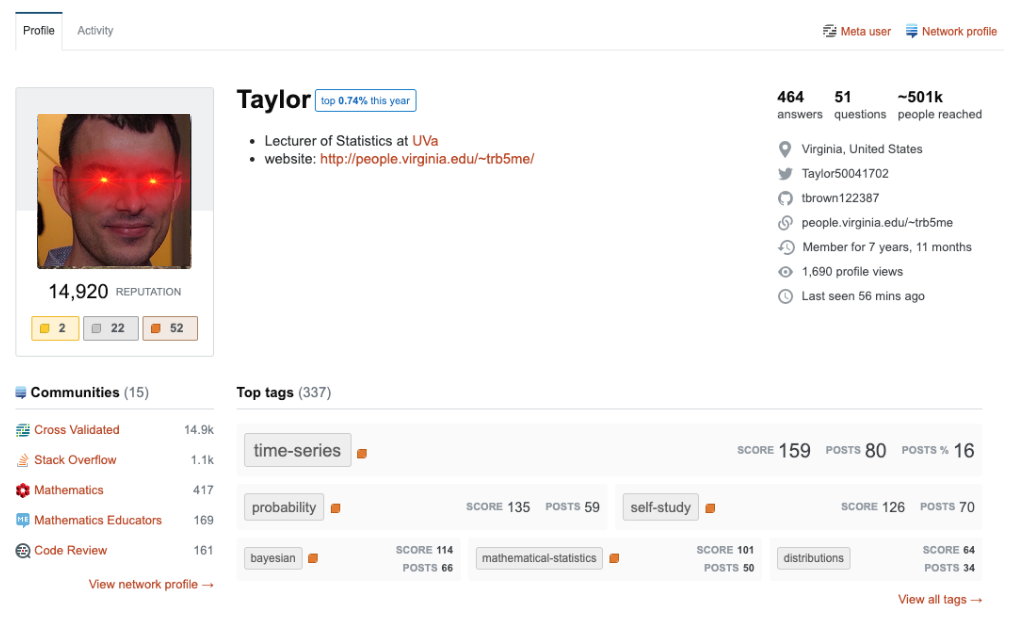 Profile
Activity
Meta user
Network profile
Taylor top 0.74% this year
Lecturer of Statistics at UVa
website: http://people.virginia.edu/~trb5me/
464 51 ~501k
answers questions people reached
Virginia, United States
Taylor50041702
tbrown122387
people.virginia.edu/~trb5me
Member for 7 years, 11 months
1,690 profile views
Last seen 56 mins ago
14,920 REPUTATION
2 22 52
Communities (15)
Cross Validated 14.9k
Stack Overflow 1.1k
Mathematics 417
ME Mathematics Educators 169
Code Review 161
View network profile →
Top tags (337)
time-series SCORE 159 POSTS 80 POSTS % 16
probability SCORE 135 POSTS 59
self-study SCORE 126 POSTS 70
bayesian SCORE 114
POSTS 66
mathematical-statistics SCORE 101
POSTS 50
distributions SCORE 64
POSTS 34
View all tags →